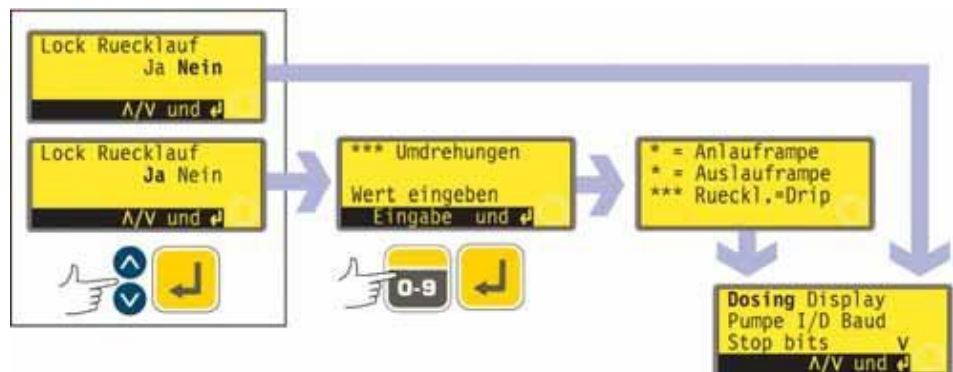 Lock Ruecklauf
Ja Nein
Λ/V und ↵
Lock Ruecklauf
Ja Nein
Λ/V und ↵
*** Umdrehungen
Wert eingeben
Eingabe und ↵
0-9
* = Anlauframpe
* = Auslauframpe
*** Rueckl.=Drip
Dosing Display
Pumpe I/D Baud
Stop bits V
Λ/V und ↵